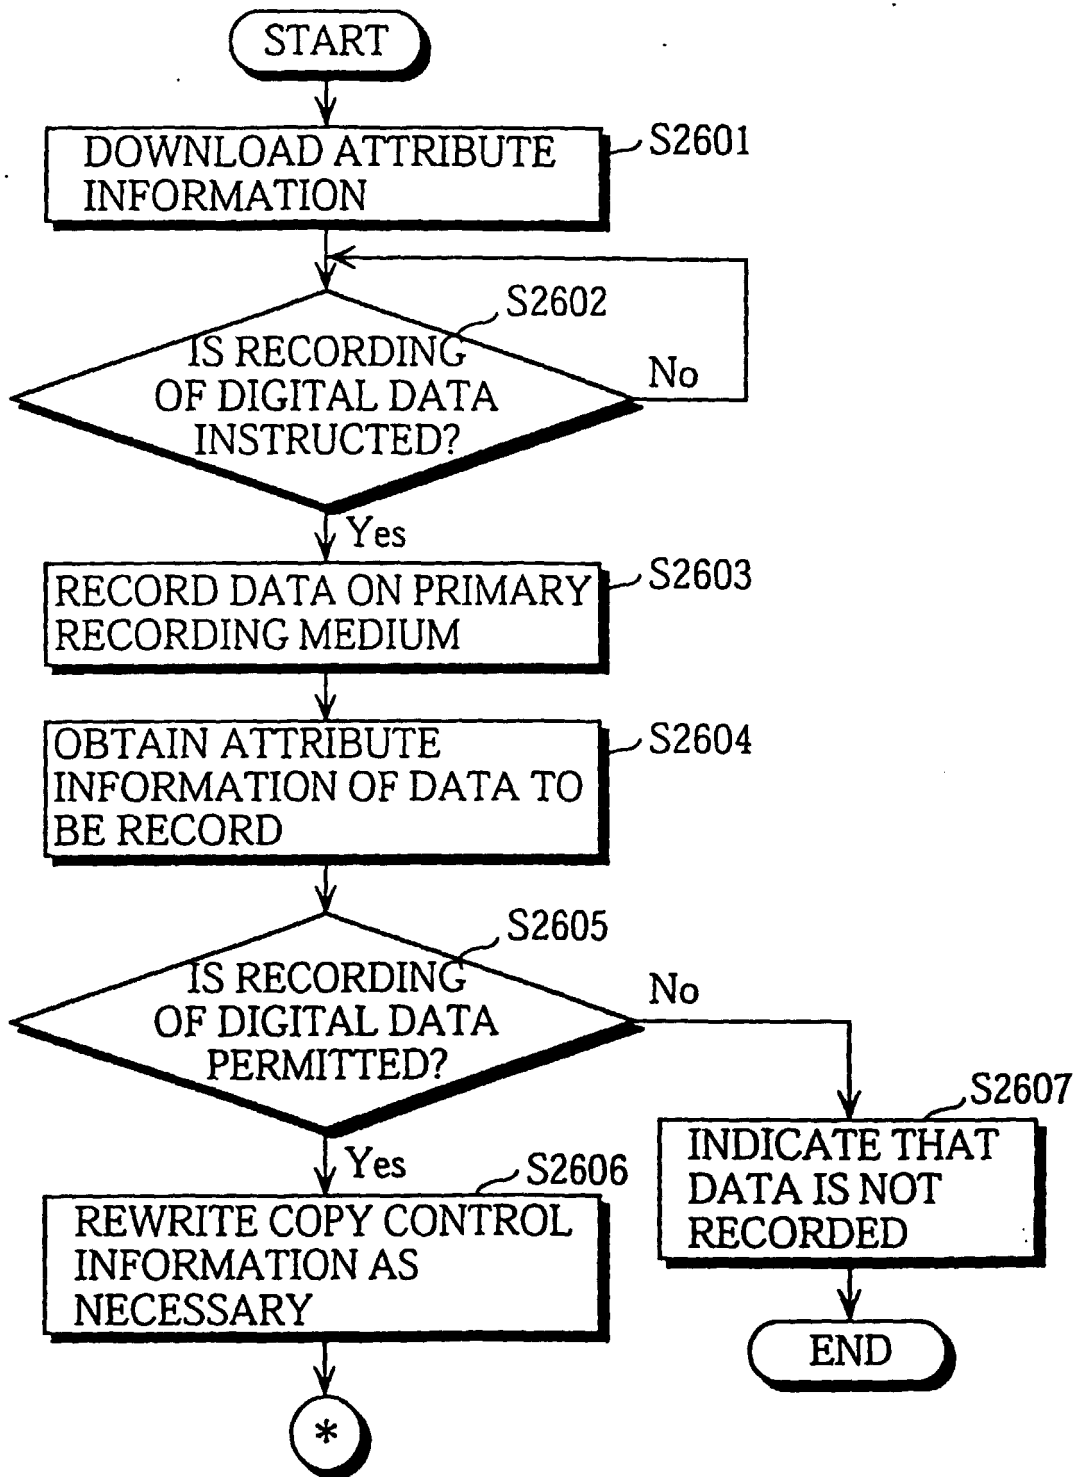 START
DOWNLOAD ATTRIBUTE
INFORMATION
S2601
S2602
IS RECORDING
OF DIGITAL DATA
INSTRUCTED?
No
Yes
RECORD DATA ON PRIMARY
RECORDING MEDIUM
S2603
OBTAIN ATTRIBUTE
INFORMATION OF DATA TO
BE RECORD
S2604
S2605
IS RECORDING
OF DIGITAL DATA
PERMITTED?
No
Yes
S2606
REWRITE COPY CONTROL
INFORMATION AS
NECESSARY
*
S2607
INDICATE THAT
DATA IS NOT
RECORDED
END